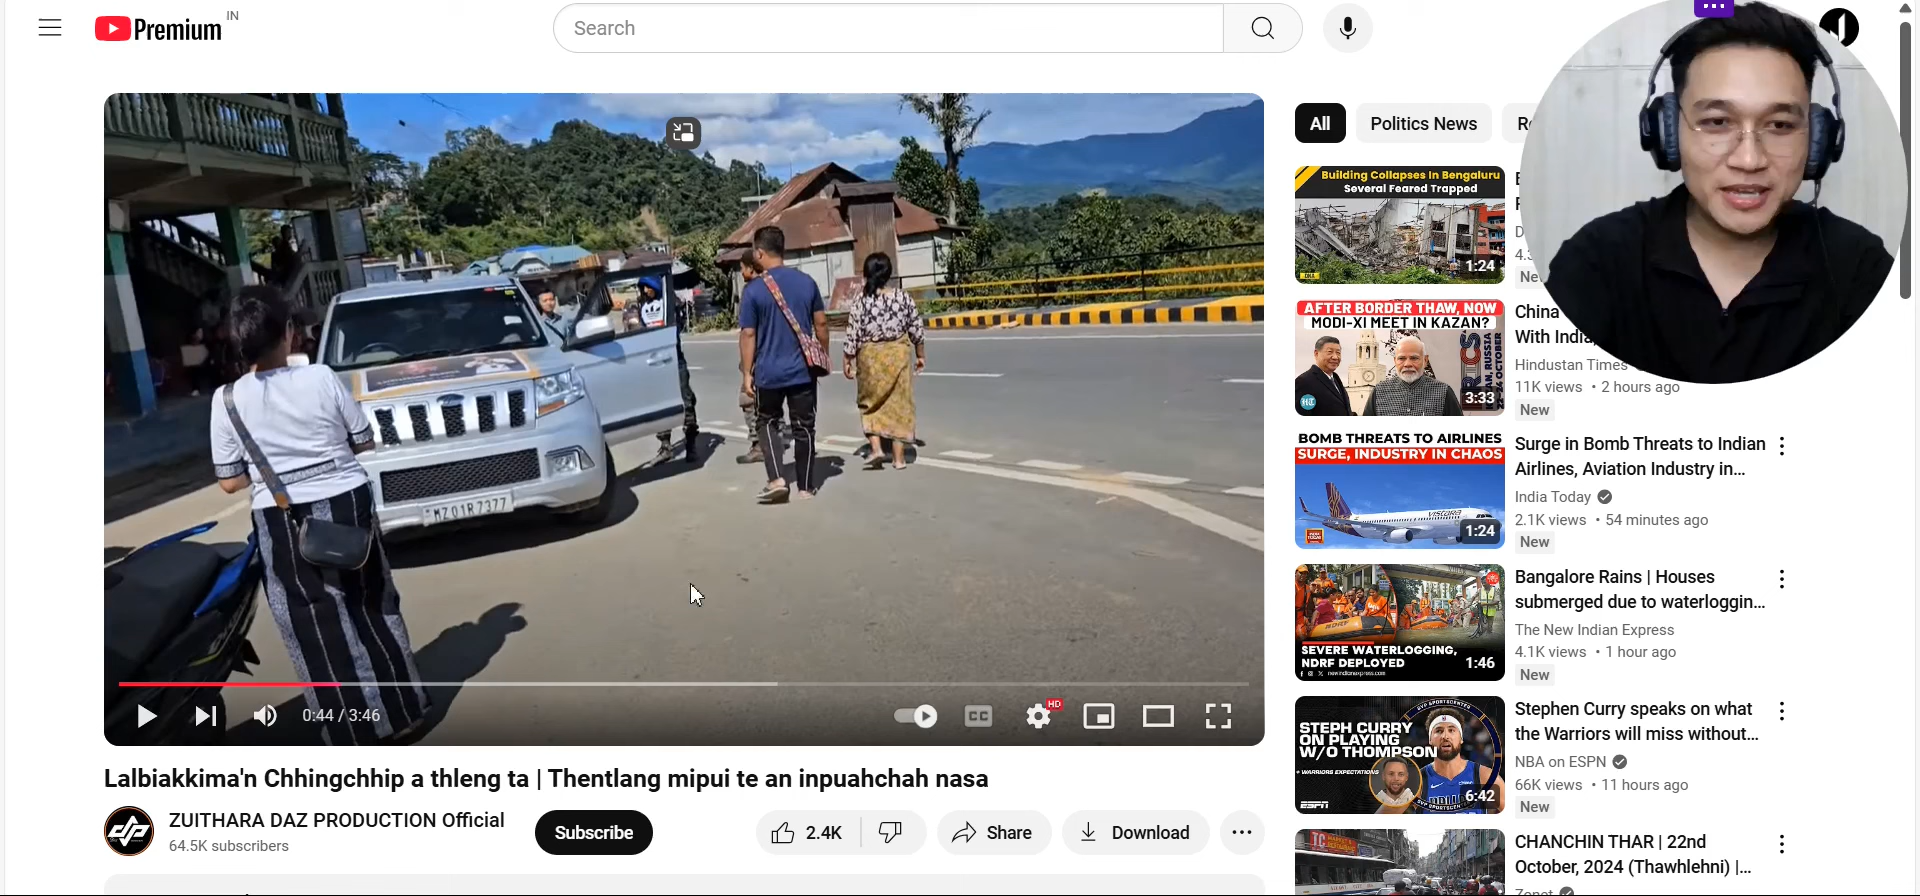 Premium
IN
Search
MZ01R7377
0:44 / 3:46
CC
HD
Lalbiakkima'n Chhingchhip a thleng ta | Thentlang mipui te an inpuahchah nasa
ZUITHARA DAZ PRODUCTION Official
64.5K subscribers
Subscribe
2.4K
Share
Download
All
Politics News
Building Collapses In Bengaluru
Several Feared Trapped
1:24
AFTER BORDER THAW, NOW
MODI-XI MEET IN KAZAN?
3:33
China
With India,
Hindustan Times
11K views • 2 hours ago
New
BOMB THREATS TO AIRLINES
SURGE, INDUSTRY IN CHAOS
vistara
1:24
Surge in Bomb Threats to Indian
Airlines, Aviation Industry in...
India Today
2.1K views • 54 minutes ago
New
SEVERE WATERLOGGING,
NDRF DEPLOYED
1:46
Bangalore Rains | Houses
submerged due to waterloggin...
The New Indian Express
4.1K views • 1 hour ago
New
STEPH CURRY
ON PLAYING
W/O THOMPSON
+ WARRIORS EXPECTATIONS
ESPN
6:42
Stephen Curry speaks on what
the Warriors will miss without...
NBA on ESPN
66K views • 11 hours ago
New
CHANCHIN THAR | 22nd
October, 2024 (Thawhlehni) |...
Zonet